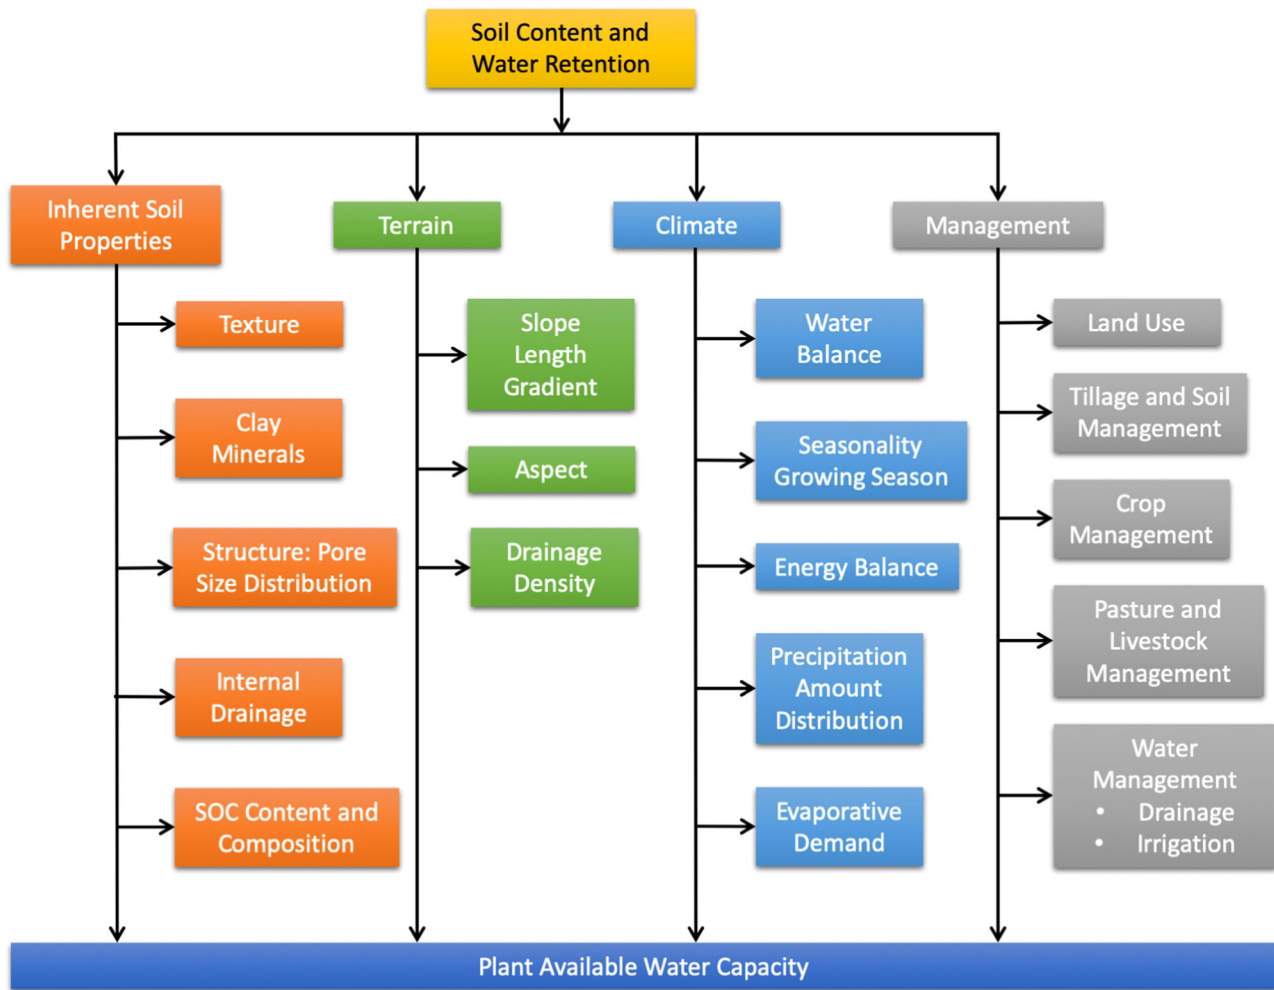 Soil Content and
Water Retention
Inherent Soil
Properties
Terrain
Climate
Management
Texture
Clay
Minerals
Structure: Pore
Size Distribution
Internal
Drainage
SOC Content and
Composition
Slope
Length
Gradient
Aspect
Drainage
Density
Water
Balance
Seasonality
Growing Season
Energy Balance
Precipitation
Amount
Distribution
Evaporative
Demand
Land Use
Tillage and Soil
Management
Crop
Management
Pasture and
Livestock
Management
Water
Management
• Drainage
• Irrigation
Plant Available Water Capacity